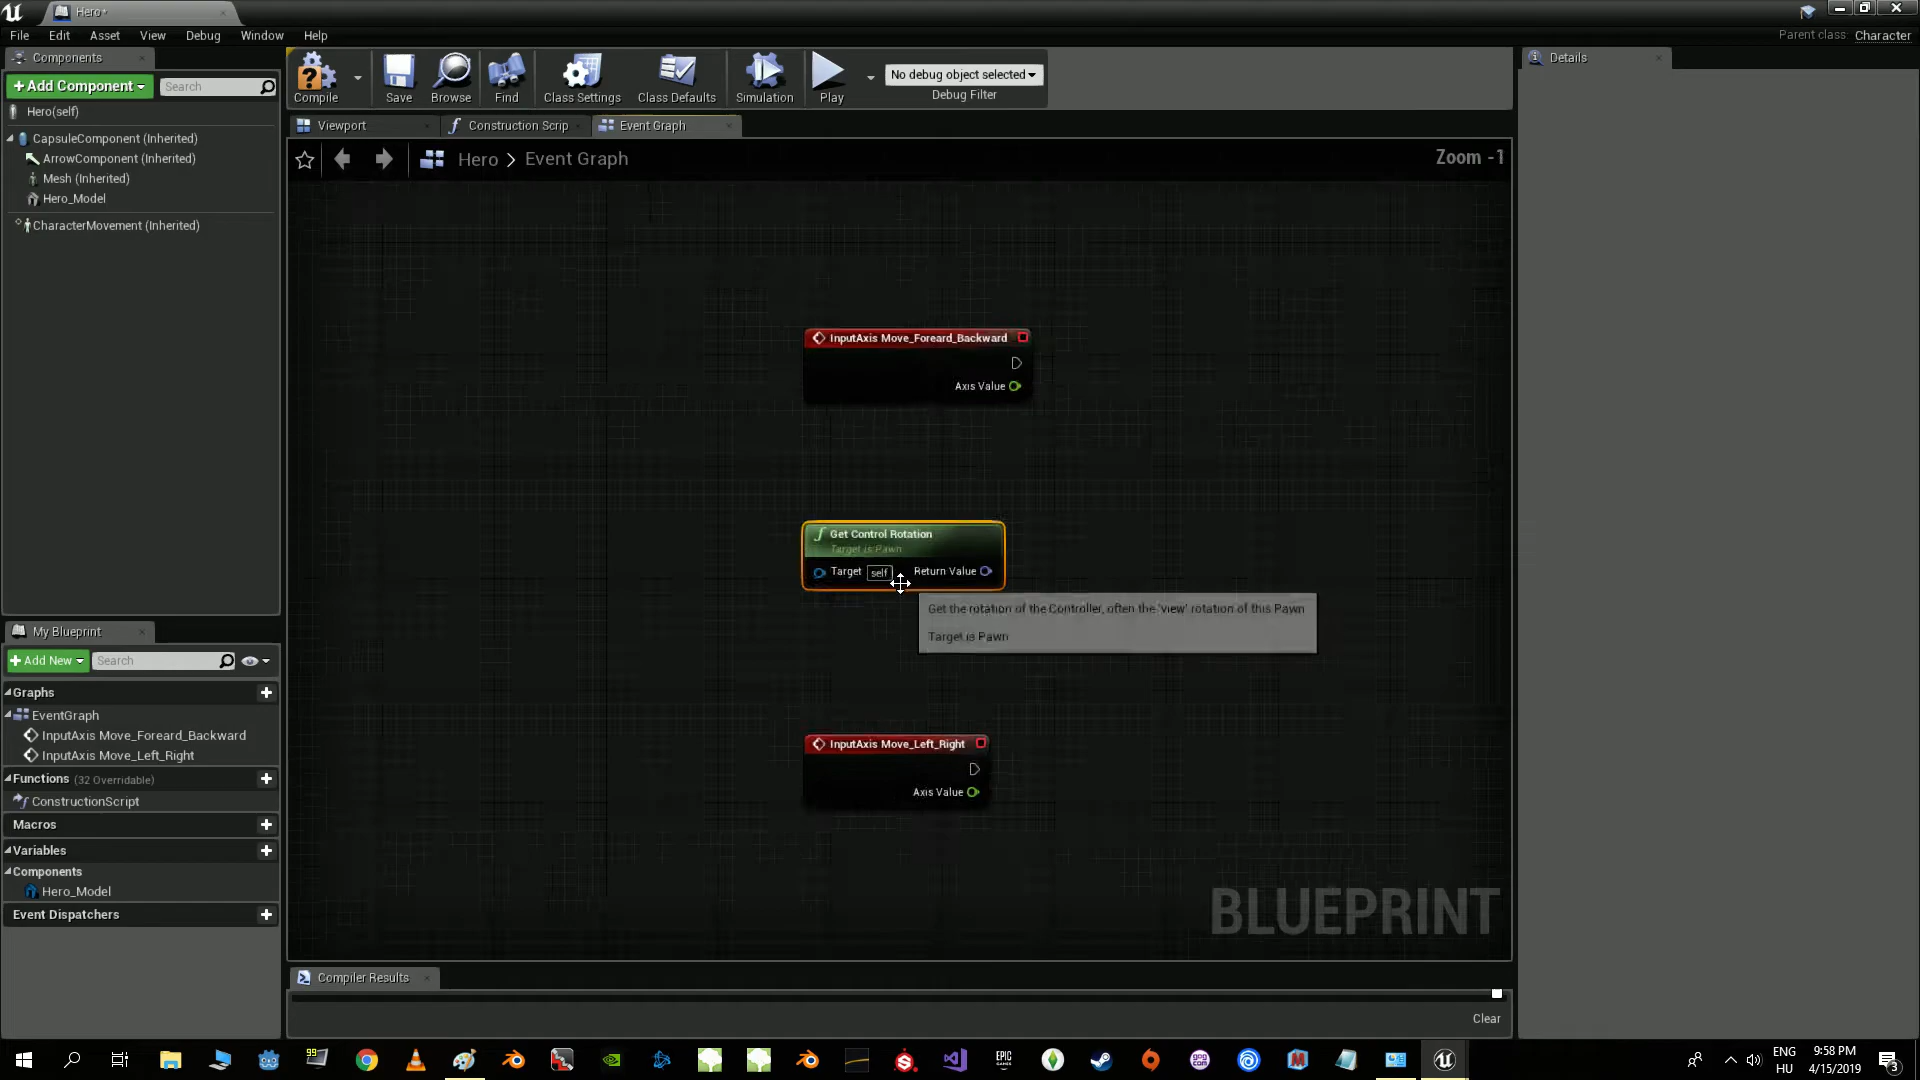 Hero*
File Edit Asset View Debug Window Help
Parent class: Character
Components
+ Add Component Search
Hero(self)
CapsuleComponent (Inherited)
ArrowComponent (Inherited)
Mesh (Inherited)
Hero_Model
CharacterMovement (Inherited)
Compile Save Browse Find Class Settings Class Defaults Simulation Play
No debug object selected
Debug Filter
Viewport Construction Scrip Event Graph
Hero > Event Graph
Zoom -1
InputAxis Move_Foreard_Backward
Axis Value
Get Control Rotation
Target is Pawn
Target self Return Value
Get the rotation of the Controller, often the 'view' rotation of this Pawn
Target is Pawn
InputAxis Move_Left_Right
Axis Value
BLUEPRINT
My Blueprint
+ Add New Search
Graphs
EventGraph
InputAxis Move_Foreard_Backward
InputAxis Move_Left_Right
Functions (32 Overridable)
ConstructionScript
Macros
Variables
Components
Hero_Model
Event Dispatchers
Compiler Results
Clear
Details
99
EPIC GAMES
gog COM
ENG
HU
9:58 PM
4/15/2019
3